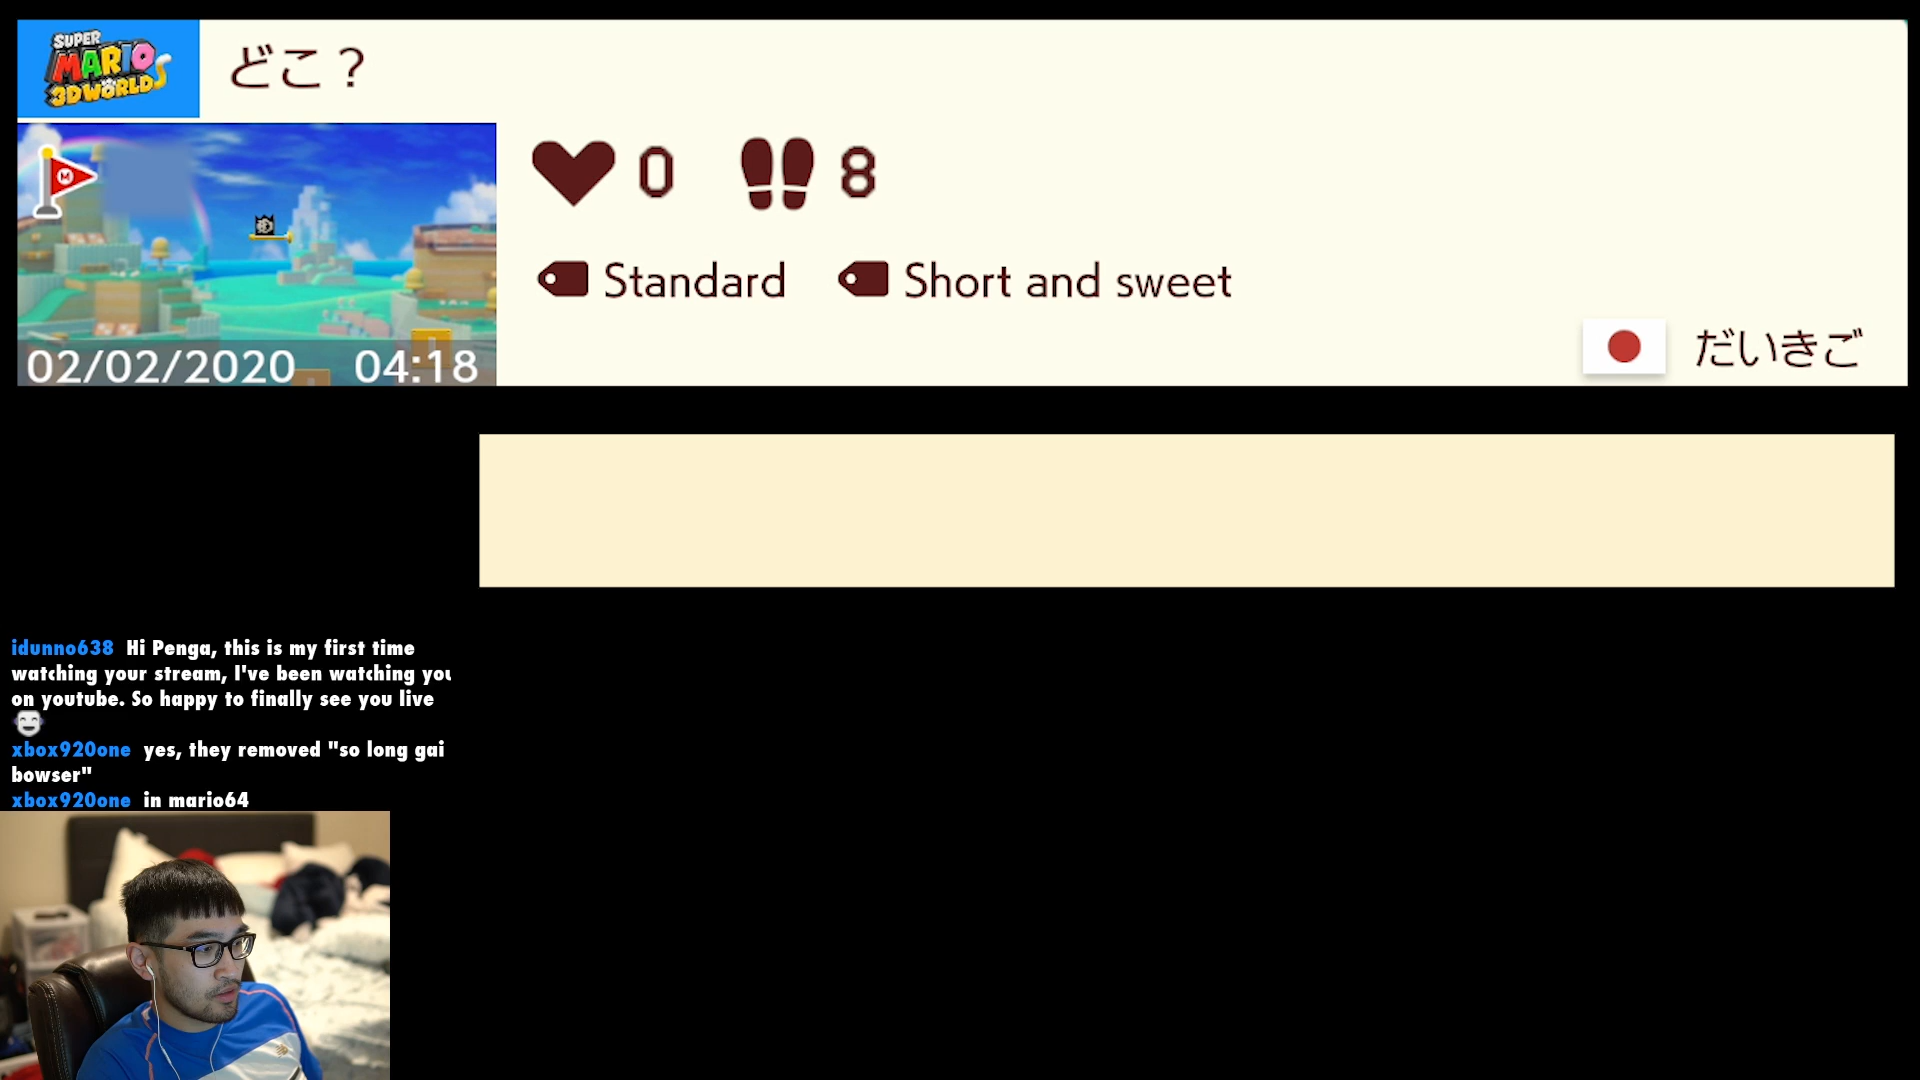 SUPER
MARIO
3D WORLD
どこ？
M
0 8
Standard Short and sweet
02/02/2020 04:18
だいきご
idunno638 Hi Penga, this is my first time
watching your stream, I've been watching you
on youtube. So happy to finally see you live
xbox920one yes, they removed "so long gai
bowser"
xbox920one in mario64